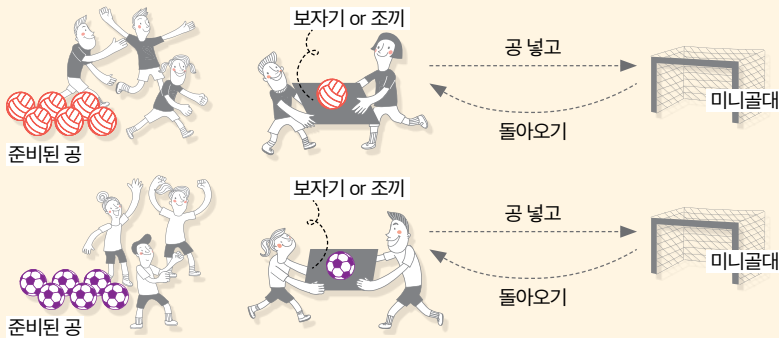 보자기 or 조끼
공 넣고
미니골대
돌아오기
준비된 공
보자기 or 조끼
공 넣고
미니골대
돌아오기
준비된 공